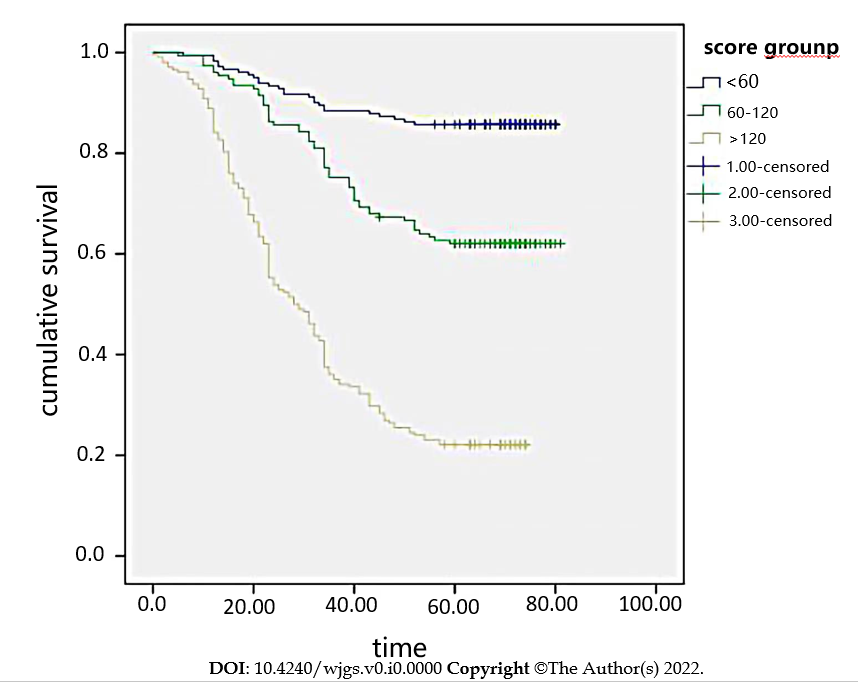 score grounp
<60
60-120
>120
1.00-censored
2.00-censored
3.00-censored
cumulative survival
1.0
0.8
0.6
0.4
0.2
0.0
0.0 20.00 40.00 60.00 80.00 100.00
time
DOI: 10.4240/wjgs.v0.i0.0000 Copyright ©The Author(s) 2022.